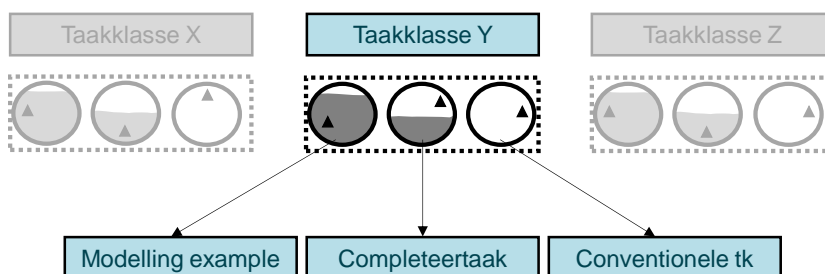 Taakklasse X
Taakklasse Y
Taakklasse Z
Modelling example
Completeertaak
Conventionele tk